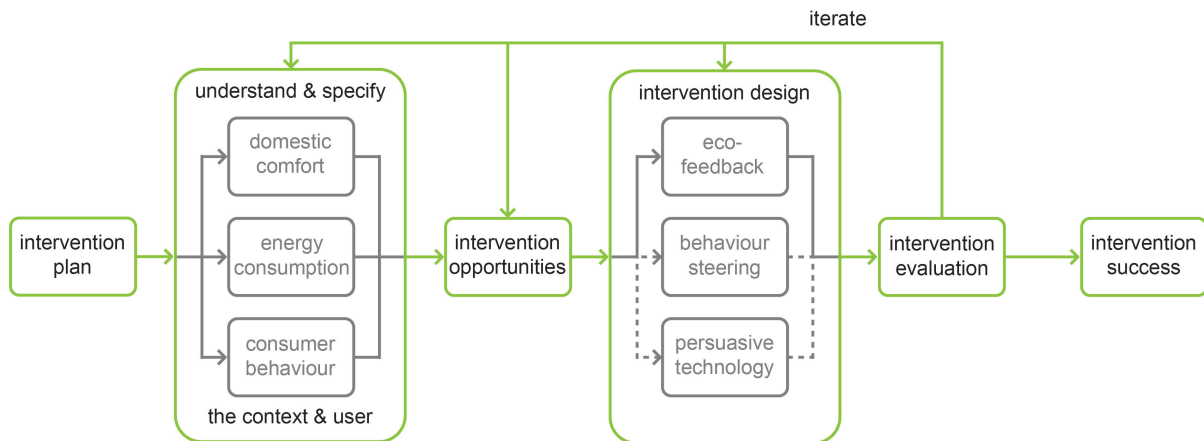 iterate
understand & specify
intervention design
domestic
comfort
eco-
feedback
intervention
plan
energy
consumption
intervention
opportunities
behaviour
steering
intervention
evaluation
intervention
success
consumer
behaviour
persuasive
technology
the context & user